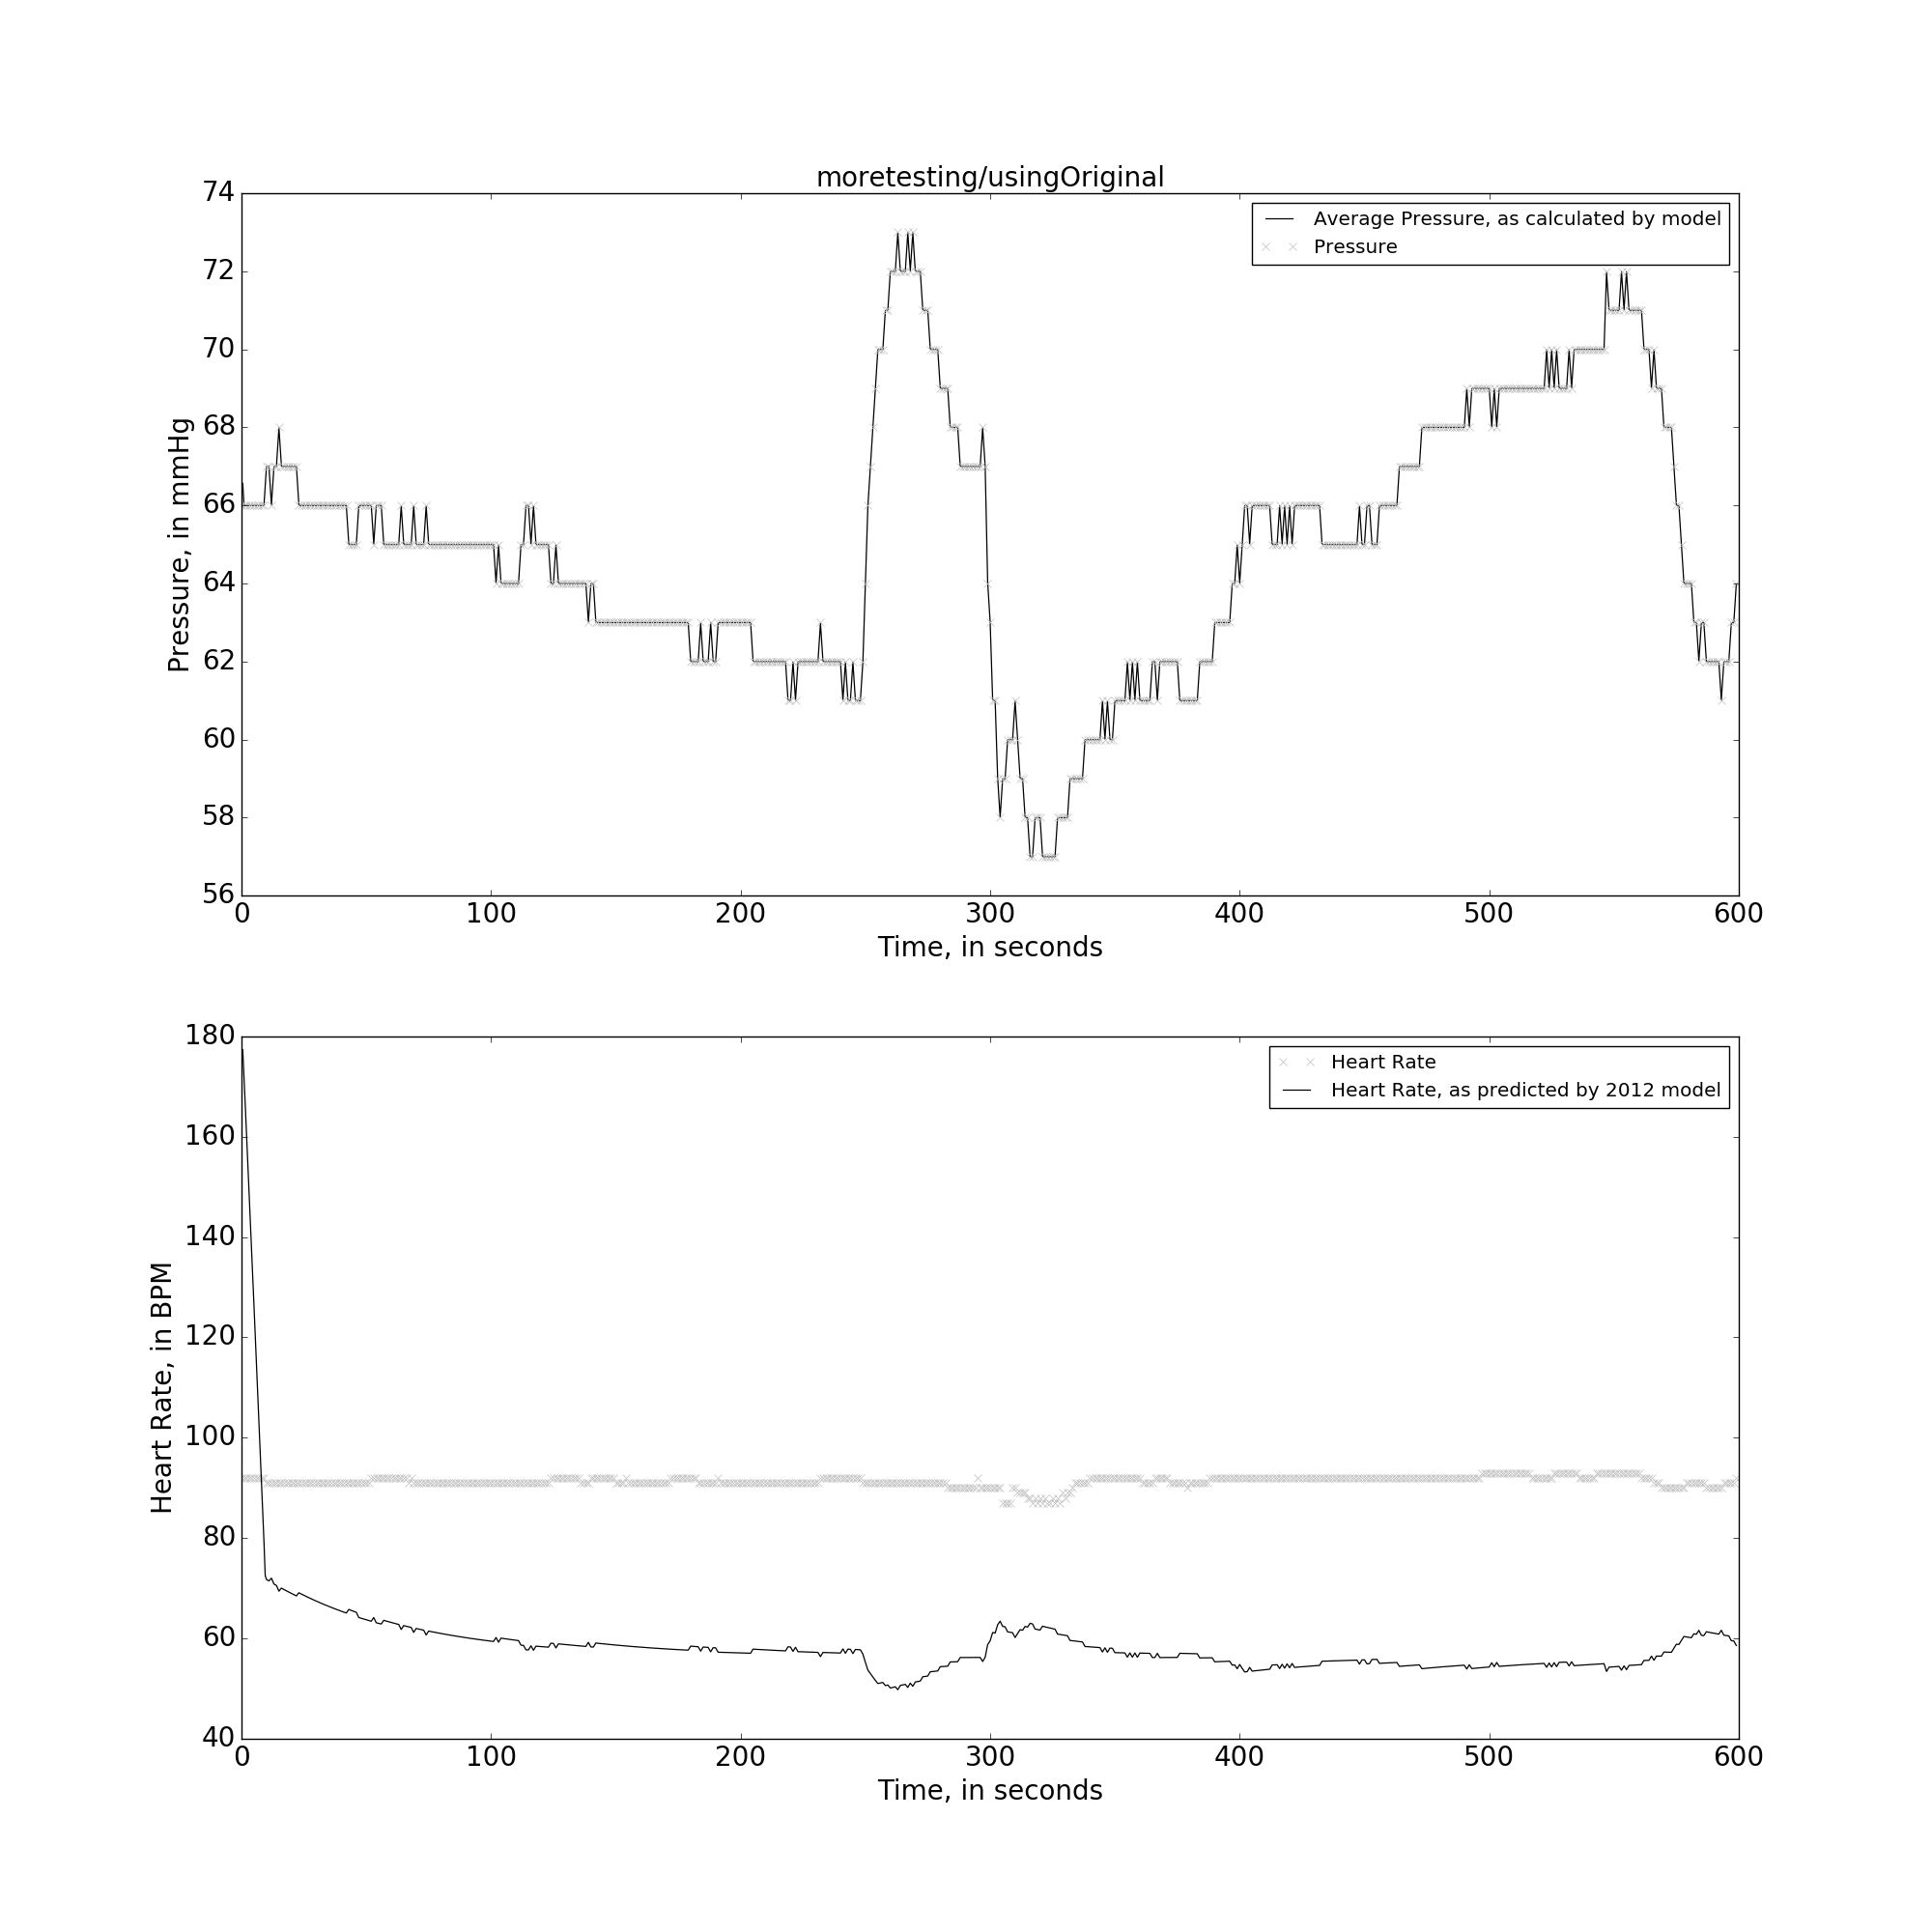 moretesting/usingOriginal
74
72
70
68
66
64
62
60
58
56
Pressure, in mmHg
Average Pressure, as calculated by model
Pressure
0 100 200 300 400 500 600
Time, in seconds
180
160
140
120
100
80
60
40
Heart Rate, in BPM
Heart Rate
Heart Rate, as predicted by 2012 model
0 100 200 300 400 500 600
Time, in seconds